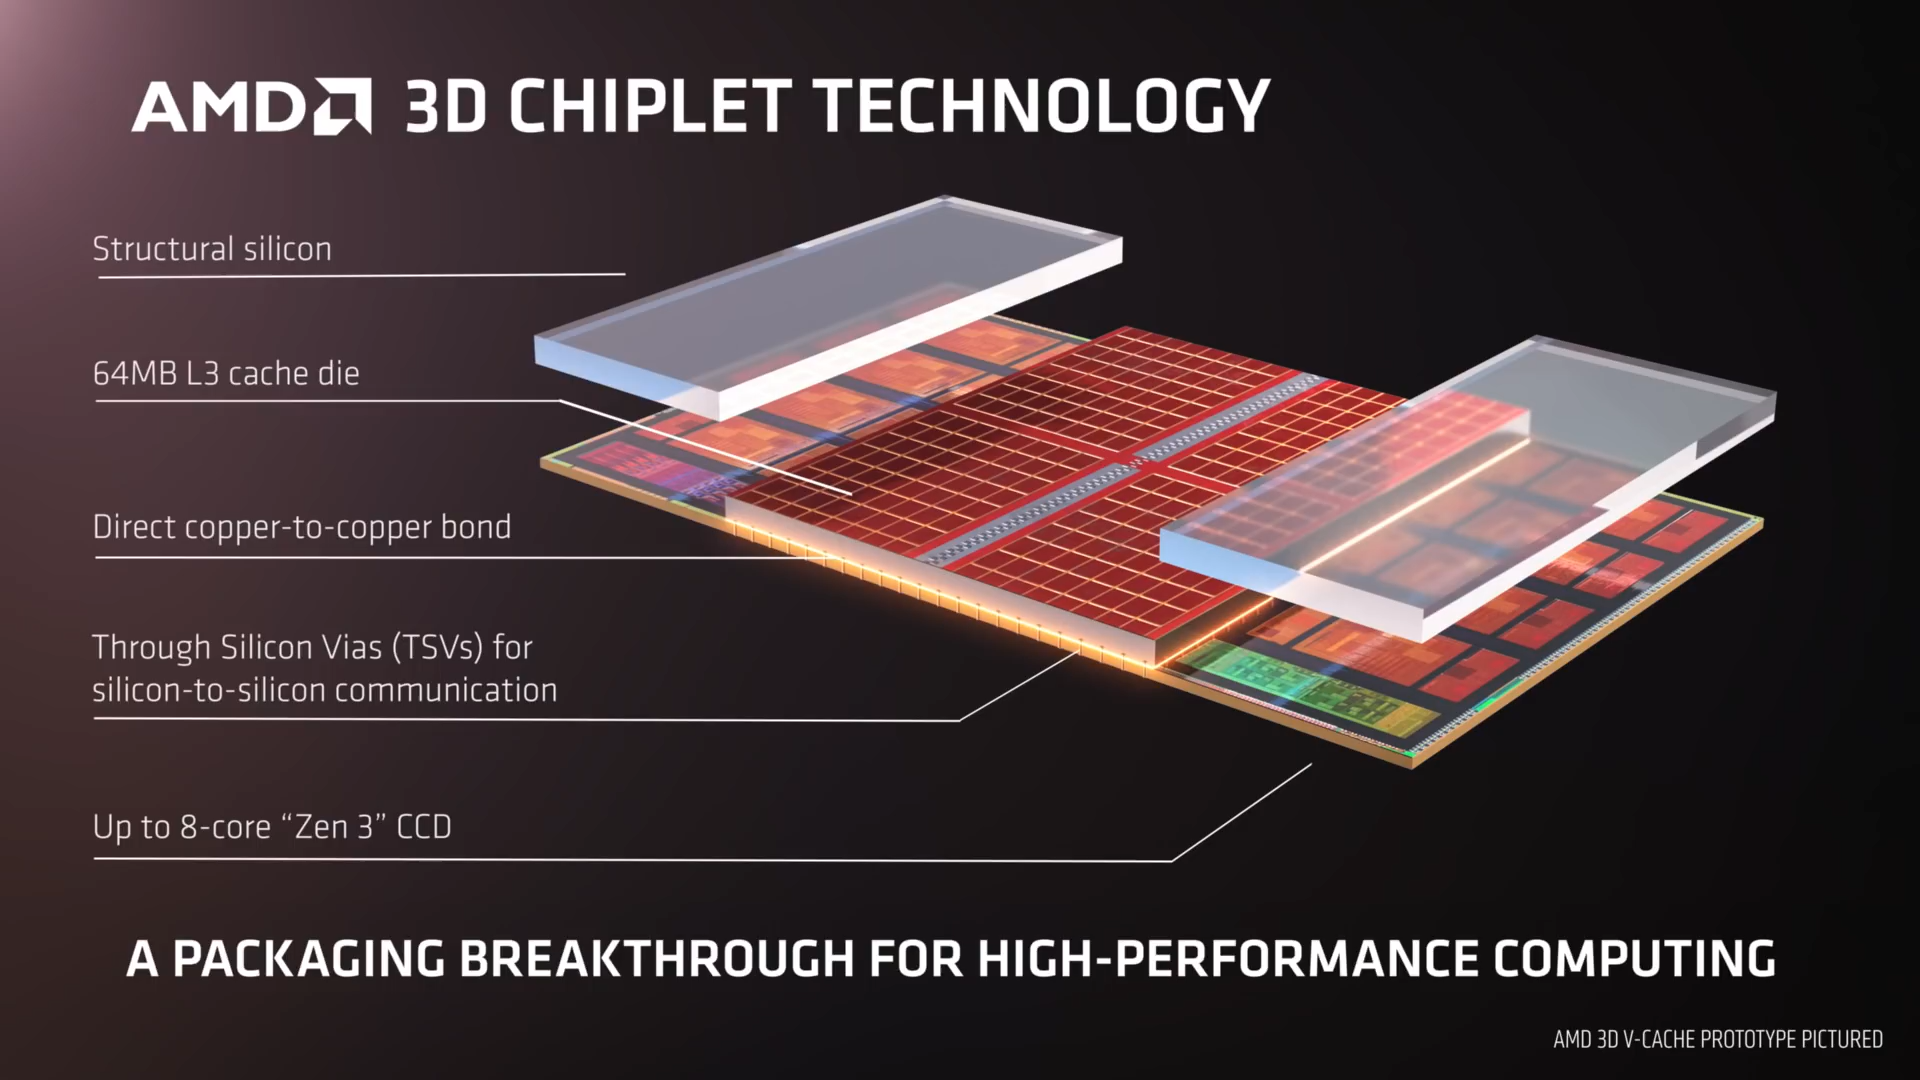 AMD 3D CHIPLET TECHNOLOGY
Structural silicon
64MB L3 cache die
Direct copper-to-copper bond
Through Silicon Vias (TSVs) for
silicon-to-silicon communication
Up to 8-core “Zen 3” CCD
A PACKAGING BREAKTHROUGH FOR HIGH-PERFORMANCE COMPUTING
AMD 3D V-CACHE PROTOTYPE PICTURED